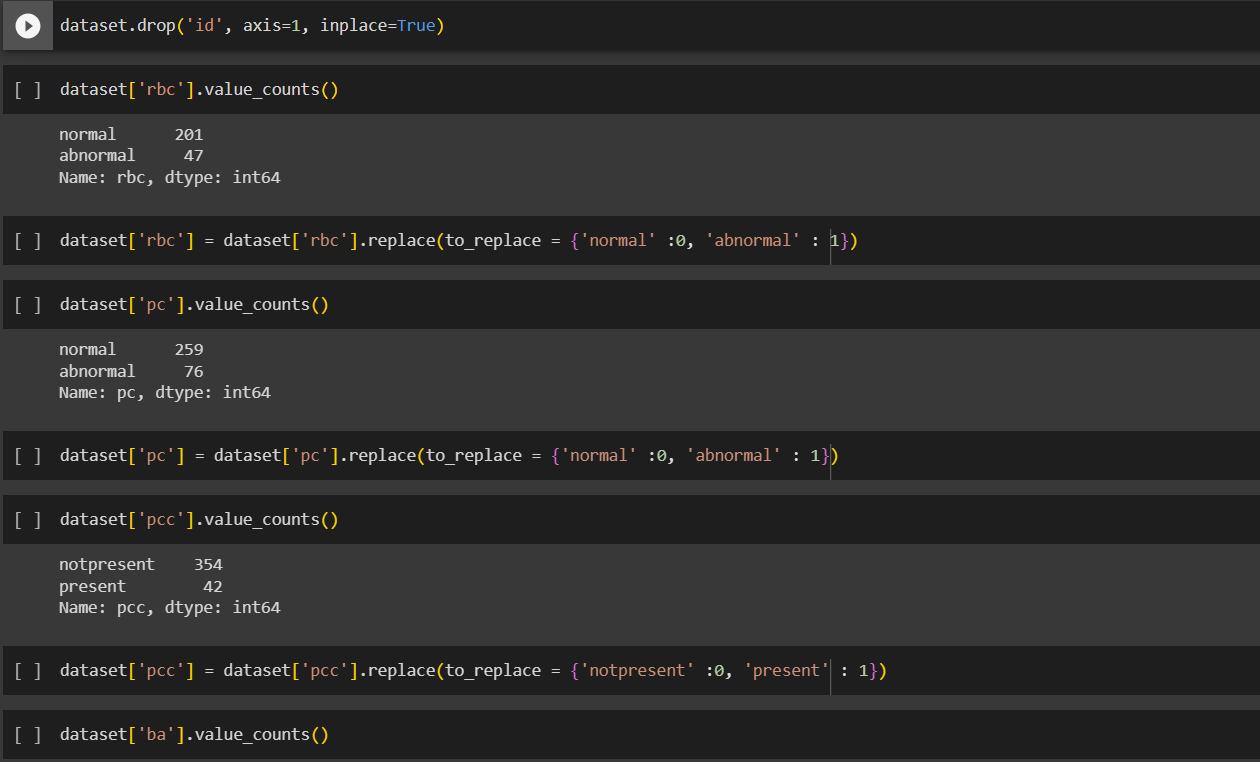 dataset.drop('id', axis=1, inplace=True)
[ ] dataset['rbc'].value_counts()
normal      201
abnormal     47
Name: rbc, dtype: int64
[ ] dataset['rbc'] = dataset['rbc'].replace(to_replace = {'normal' :0, 'abnormal' : 1})
[ ] dataset['pc'].value_counts()
normal      259
abnormal     76
Name: pc, dtype: int64
[ ] dataset['pc'] = dataset['pc'].replace(to_replace = {'normal' :0, 'abnormal' : 1})
[ ] dataset['pcc'].value_counts()
notpresent    354
present        42
Name: pcc, dtype: int64
[ ] dataset['pcc'] = dataset['pcc'].replace(to_replace = {'notpresent' :0, 'present' : 1})
[ ] dataset['ba'].value_counts()